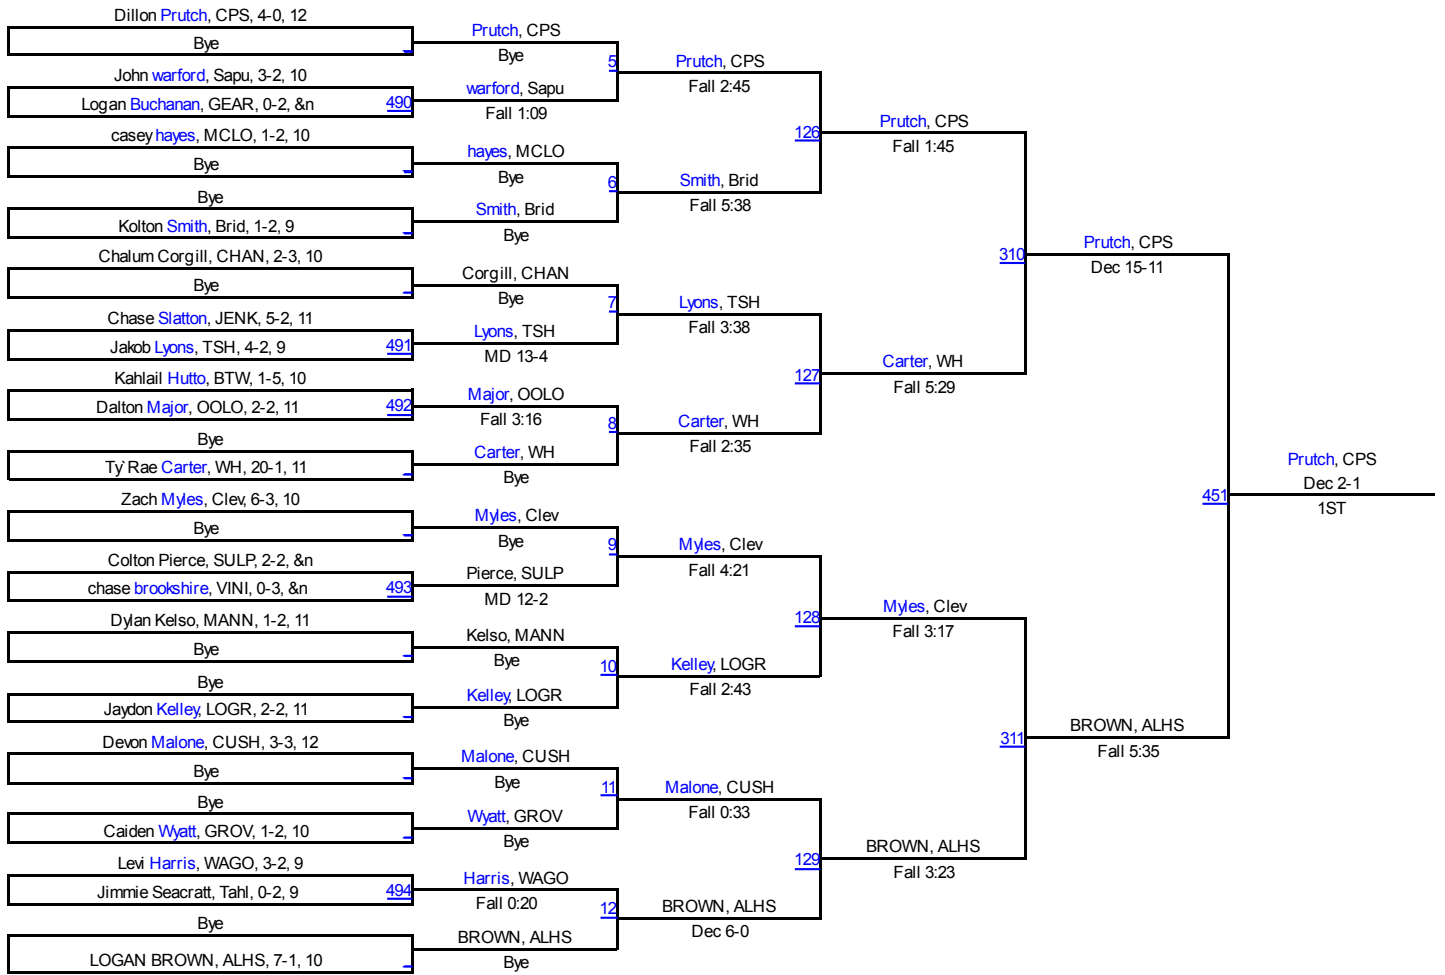 Dillon Prutch, CPS, 4-0, 12
Bye
John warford, Sapu, 3-2, 10
Logan Buchanan, GEAR, 0-2, &n 490
casey hayes, MCLO, 1-2, 10
Bye
Bye
Kolton Smith, Brid, 1-2, 9
Chalum Corgill, CHAN, 2-3, 10
Bye
Chase Slatton, JENK, 5-2, 11
Jakob Lyons, TSH, 4-2, 9 491
Kahlail Hutto, BTW, 1-5, 10
Dalton Major, OOLO, 2-2, 11 492
Bye
Ty`Rae Carter, WH, 20-1, 11
Zach Myles, Clev, 6-3, 10
Bye
Colton Pierce, SULP, 2-2, &n
chase brookshire, VINI, 0-3, &n 493
Dylan Kelso, MANN, 1-2, 11
Bye
Bye
Jaydon Kelley, LOGR, 2-2, 11
Devon Malone, CUSH, 3-3, 12
Bye
Bye
Caiden Wyatt, GROV, 1-2, 10
Levi Harris, WAGO, 3-2, 9
Jimmie Seacratt, Tahl, 0-2, 9 494
Bye
LOGAN BROWN, ALHS, 7-1, 10
Prutch, CPS
Bye
5
warford, Sapu
Fall 1:09
hayes, MCLO
Bye
6
Smith, Brid
Bye
Corgill, CHAN
Bye
7
Lyons, TSH
MD 13-4
Major, OOLO
Fall 3:16
8
Carter, WH
Bye
Myles, Clev
Bye
9
Pierce, SULP
MD 12-2
Kelso, MANN
Bye
10
Kelley, LOGR
Bye
Malone, CUSH
Bye
11
Wyatt, GROV
Bye
Harris, WAGO
Fall 0:20
12
BROWN, ALHS
Bye
Prutch, CPS
Fall 2:45
126
Smith, Brid
Fall 5:38
Lyons, TSH
Fall 3:38
127
Carter, WH
Fall 2:35
Myles, Clev
Fall 4:21
128
Kelley, LOGR
Fall 2:43
Malone, CUSH
Fall 0:33
129
BROWN, ALHS
Dec 6-0
Prutch, CPS
Fall 1:45
310
Carter, WH
Fall 5:29
Myles, Clev
Fall 3:17
311
BROWN, ALHS
Fall 3:23
Prutch, CPS
Dec 15-11
451
BROWN, ALHS
Fall 5:35
Prutch, CPS
Dec 2-1
1ST